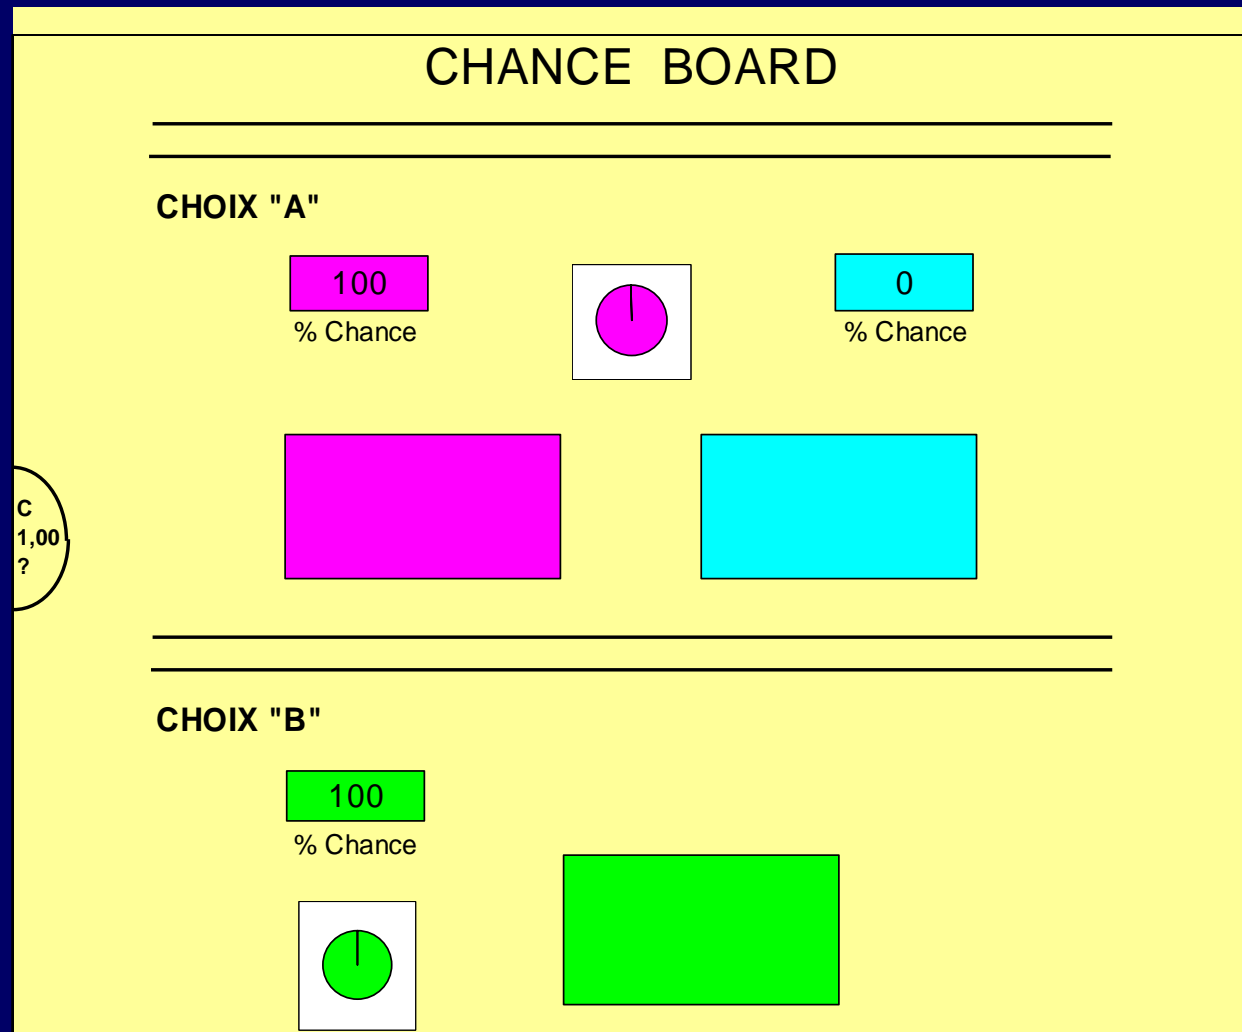 CHANCE BOARD
CHOIX "A"
100
0
% Chance
% Chance
C
1,00
?
CHOIX "B"
100
% Chance